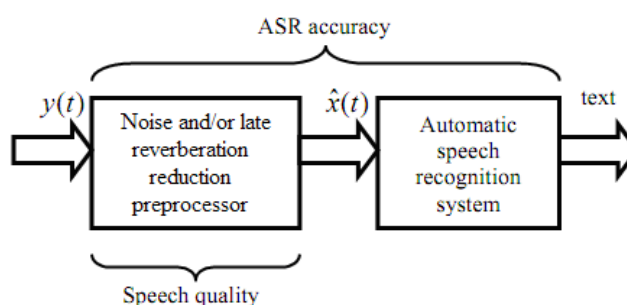 ASR accuracy
y(t)
Noise and/or late
reverberation
reduction
preprocessor
x̂(t)
Automatic
speech
recognition
system
text
Speech quality